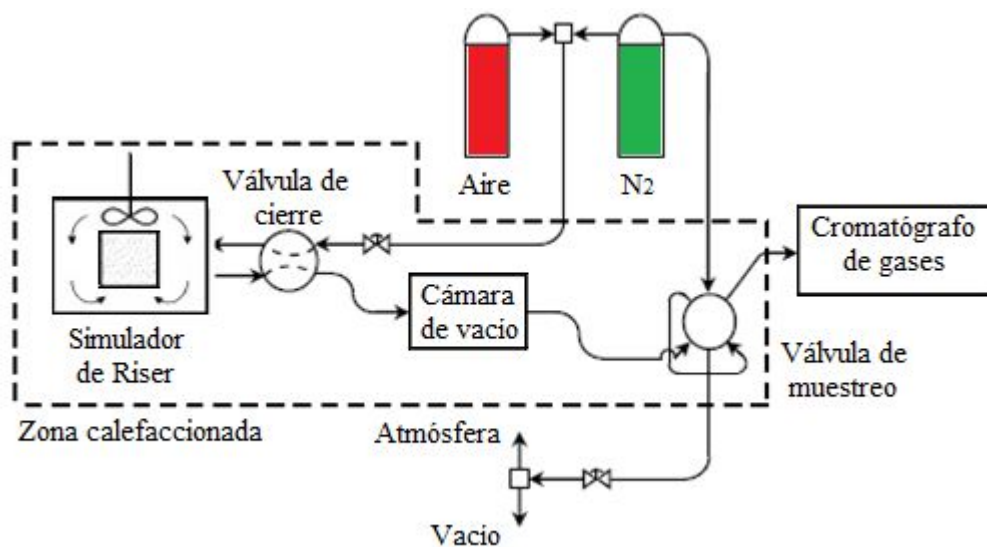 Aire
N2
Válvula de
cierre
Cromatógrafo
de gases
Cámara
de vacio
Simulador
de Riser
Válvula de
muestreo
Zona calefaccionada
Atmósfera
Vacio